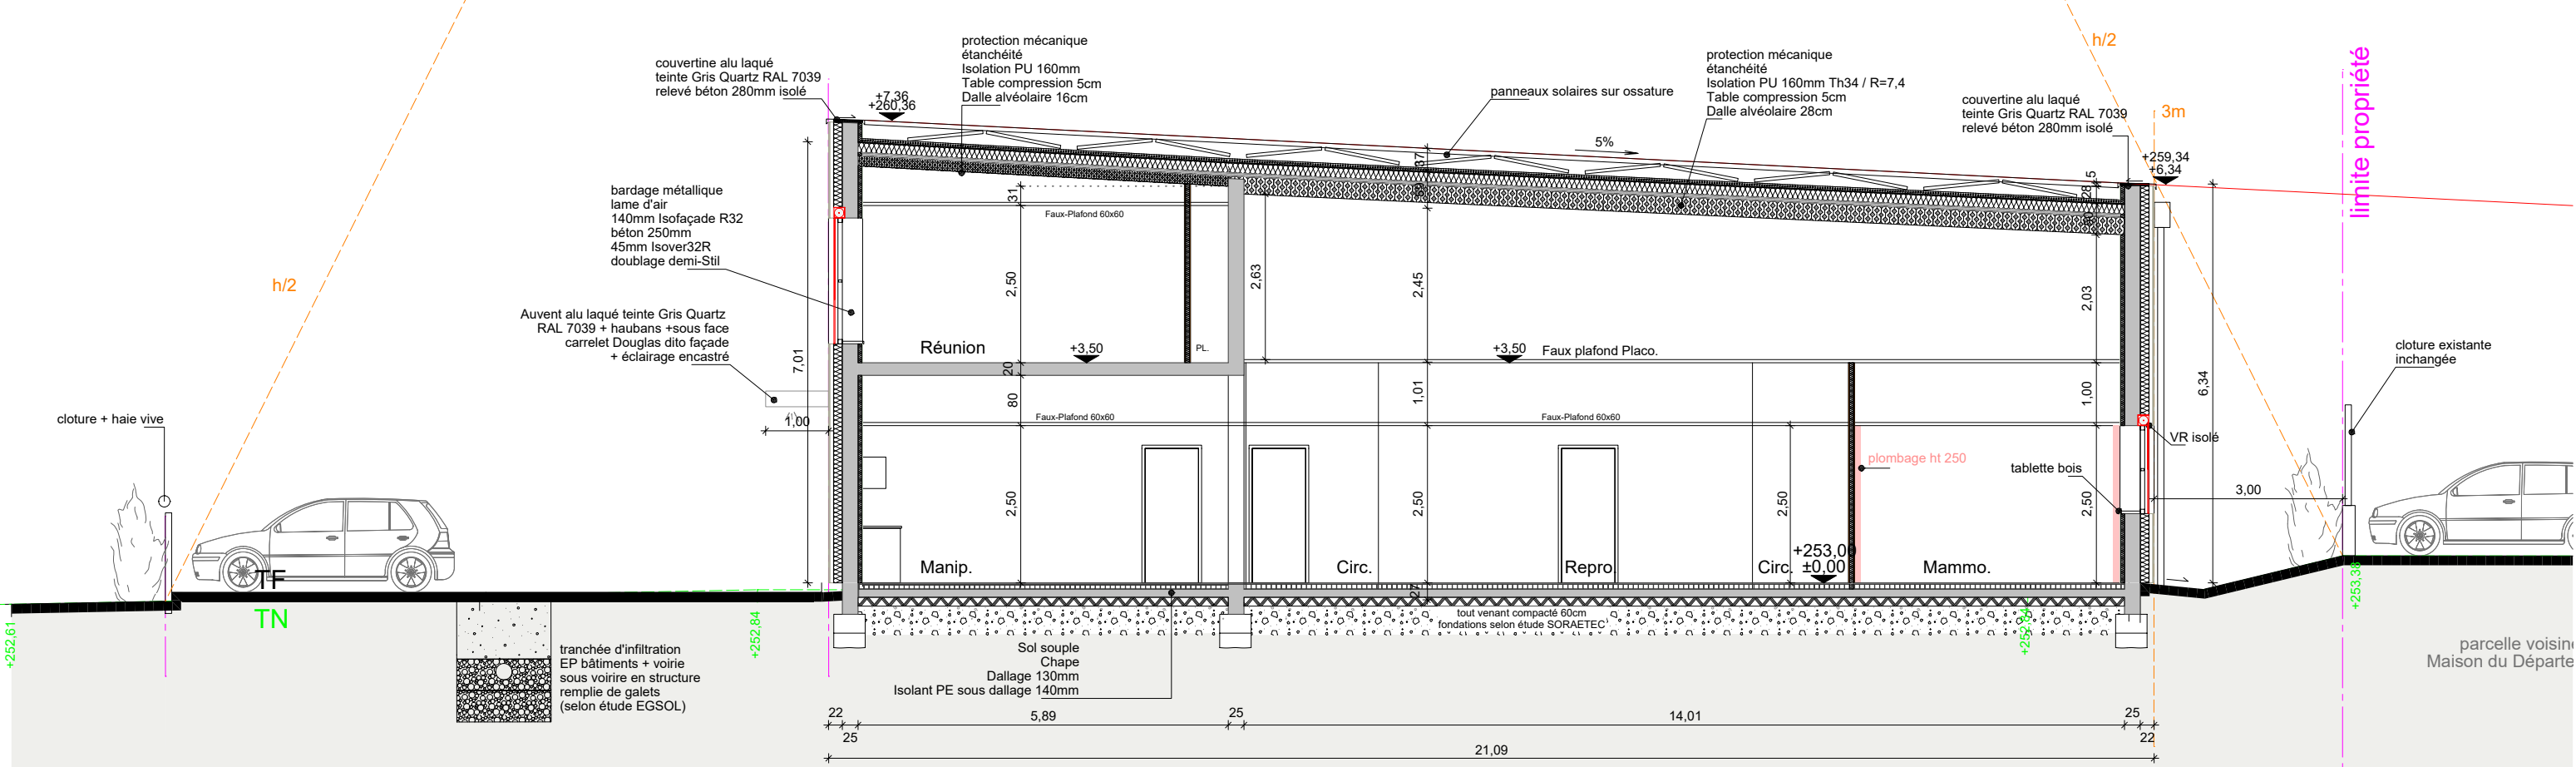 h/2
h/2
limite propriété
3m
protection mécanique
étanchéité
Isolation PU 160mm
Table compression 5cm
Dalle alvéolaire 16cm
couvertine alu laqué
teinte Gris Quartz RAL 7039
relevé béton 280mm isolé
+7,36
+260,36
panneaux solaires sur ossature
protection mécanique
étanchéité
Isolation PU 160mm Th34 / R=7,4
Table compression 5cm
Dalle alvéolaire 28cm
couvertine alu laqué
teinte Gris Quartz RAL 7039
relevé béton 280mm isolé
5%
+259,34
+6,34
37
5
28
bardage métallique
lame d'air
140mm Isofaçade R32
béton 250mm
45mm Isover32R
doublage demi-Stil
31
Faux-Plafond 60x60
2,50
2,63
2,45
2,03
Auvent alu laqué teinte Gris Quartz
RAL 7039 + haubans +sous face
carrelet Douglas dito façade
+ éclairage encastré
7,01
Réunion
+3,50
PL.
+3,50
Faux plafond Placo.
6,34
cloture existante
inchangée
20
80
1,01
1,00
1,00
Faux-Plafond 60x60
Faux-Plafond 60x60
cloture + haie vive
VR isolé
plombage ht 250
tablette bois
3,00
2,50
2,50
2,50
2,50
Manip.
Circ.
Repro.
Circ.
+253,00
±0,00
Mammo.
TF
TN
27
+252,61
+252,84
+252,84
+253,38
tout venant compacté 60cm
fondations selon étude SORAETEC
tranchée d'infiltration
EP bâtiments + voirie
sous voirire en structure
remplie de galets
(selon étude EGSOL)
Sol souple
Chape
Dallage 130mm
Isolant PE sous dallage 140mm
parcelle voisine
Maison du Départe
22
25
5,89
25
14,01
25
22
21,09